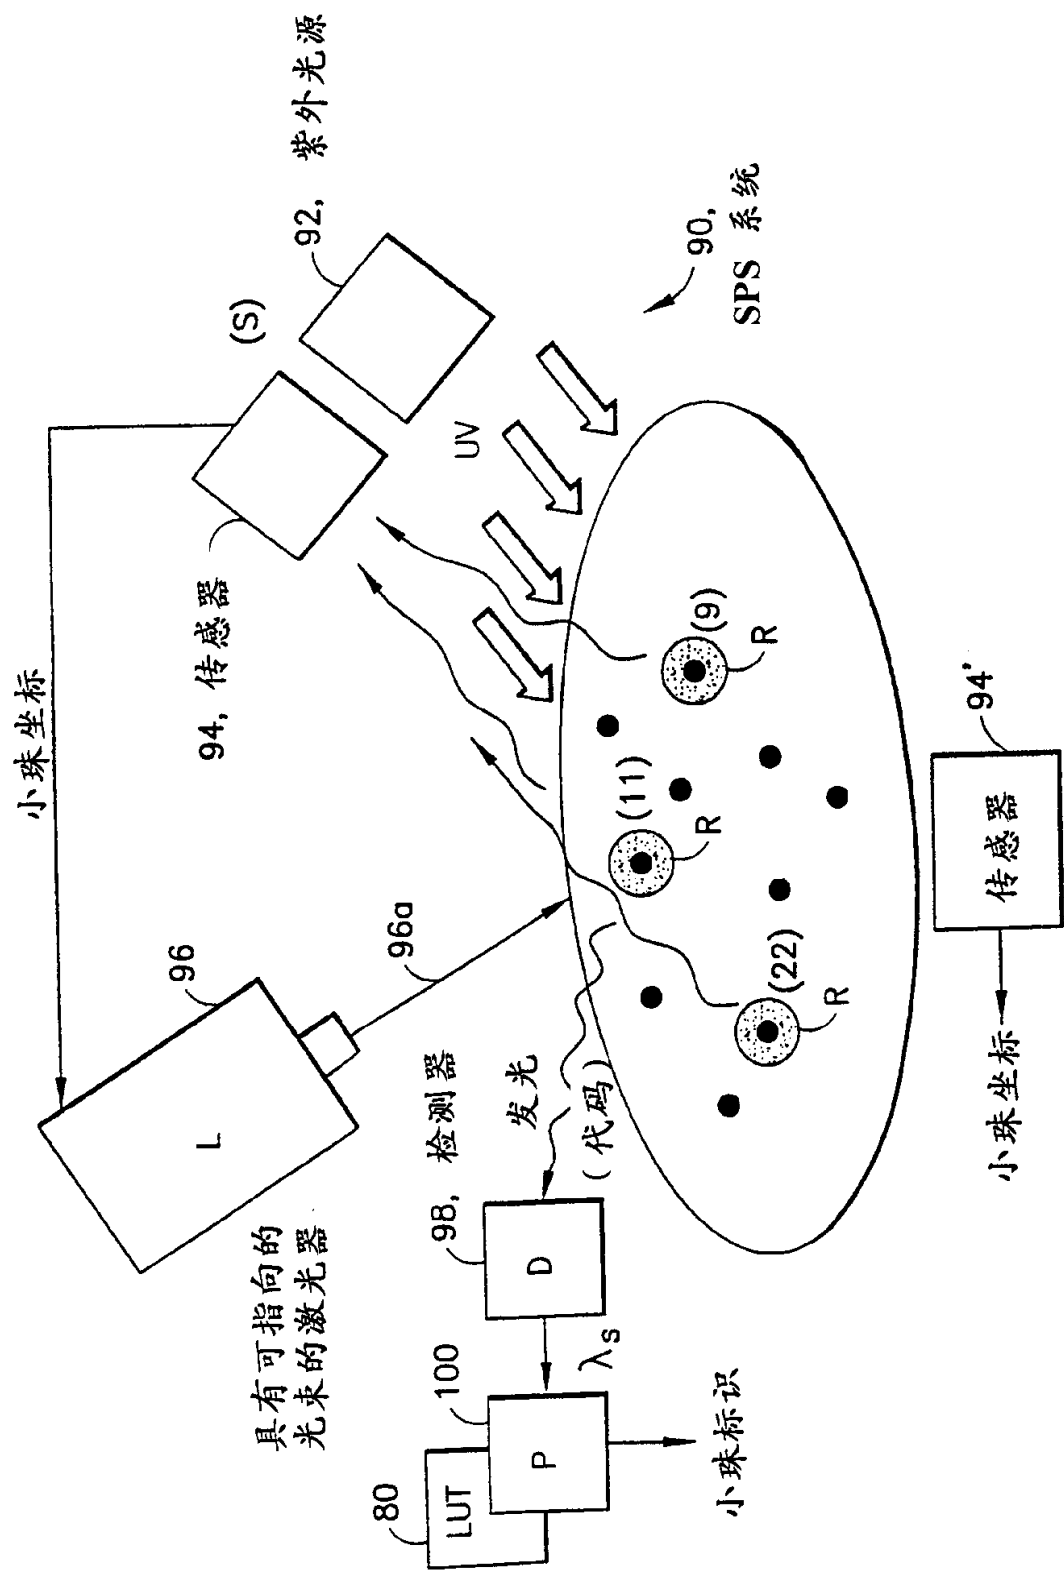 小珠坐标
94, 传感器
(S)
92, 紫外光源
UV
90,
SPS 系统
96
L
96a
具有可指向的
光束的激光器
98, 检测器
发光
(代码)
D
λs
100
80
LUT
P
小珠标识
(9)
R
(11)
R
(22)
R
94'
传感器
小珠坐标